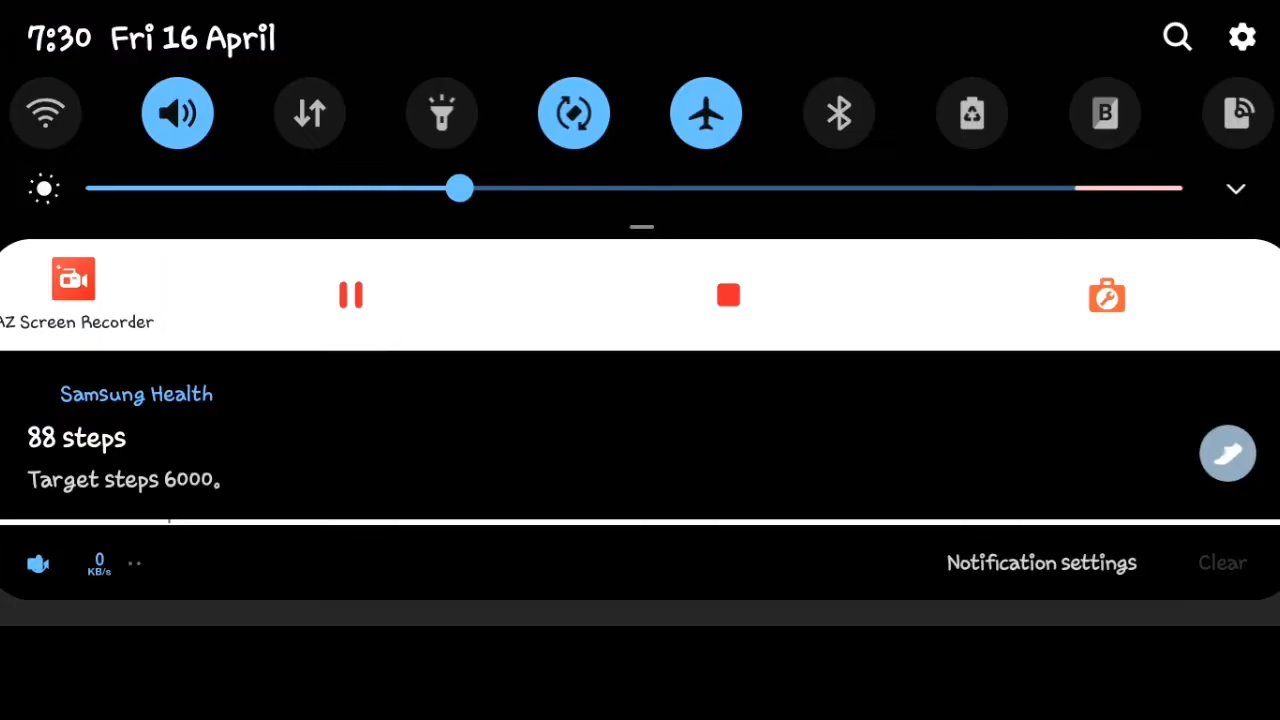 7:30 Fri 16 April
B
AZ Screen Recorder
Samsung Health
88 steps
Target steps 6000.
0
KB/s
Notification settings
Clear